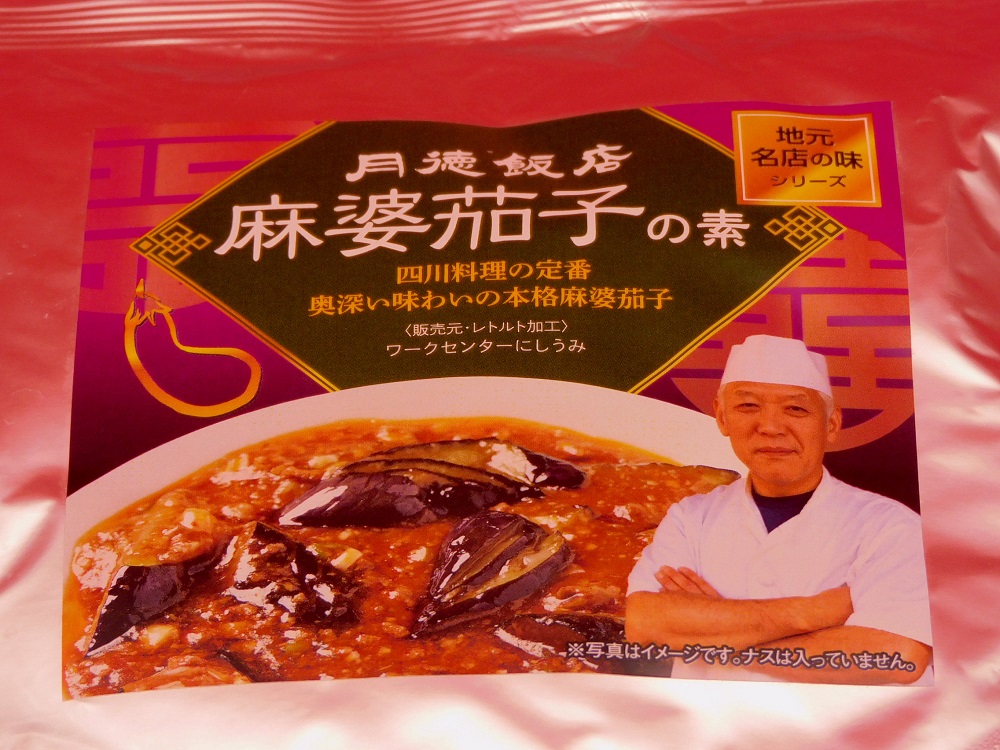 地元
名店の味
シリーズ
月徳飯店
麻婆茄子の素
四川料理の定番
奥深い味わいの本格麻婆茄子
〈販売元・レトルト加工〉
ワークセンターにしうみ
※写真はイメージです。ナスは入っていません。